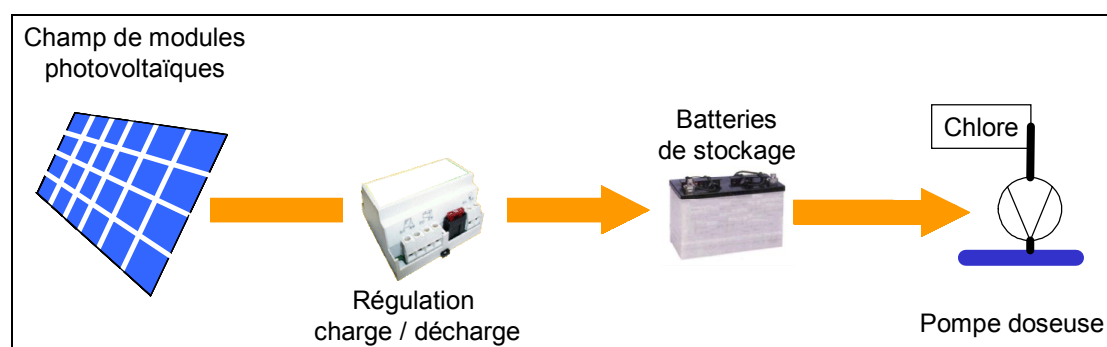 Champ de modules
photovoltaïques
Batteries
de stockage
Chlore
Régulation
charge / décharge
Pompe doseuse